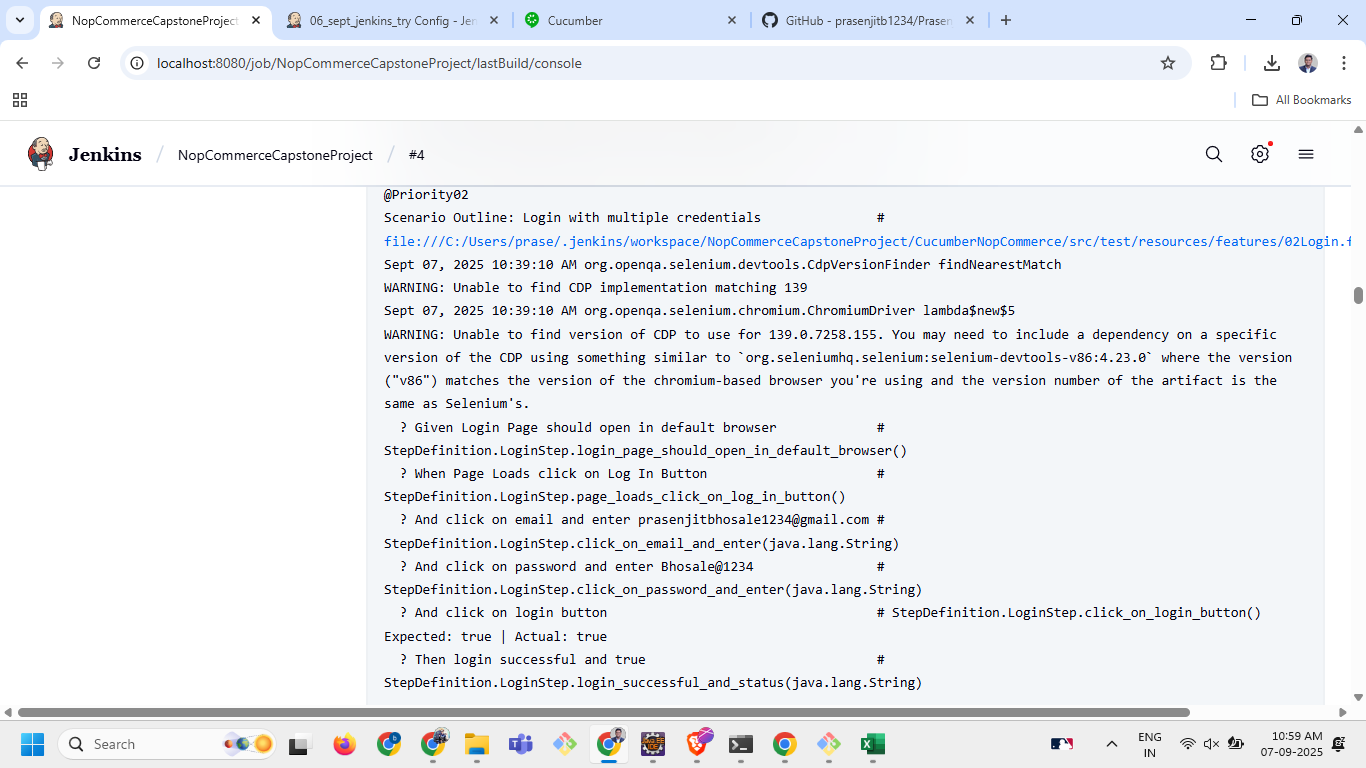 NopCommerceCapstoneProject
06_sept_jenkins_try Config - Jen
Cucumber
GitHub - prasenjitb1234/Prasen
localhost:8080/job/NopCommerceCapstoneProject/lastBuild/console
All Bookmarks
Jenkins / NopCommerceCapstoneProject / #4
@Priority02
Scenario Outline: Login with multiple credentials #
file:///C:/Users/prase/.jenkins/workspace/NopCommerceCapstoneProject/CucumberNopCommerce/src/test/resources/features/02Login.f
Sept 07, 2025 10:39:10 AM org.openqa.selenium.devtools.CdpVersionFinder findNearestMatch
WARNING: Unable to find CDP implementation matching 139
Sept 07, 2025 10:39:10 AM org.openqa.selenium.chromium.ChromiumDriver lambda$new$5
WARNING: Unable to find version of CDP to use for 139.0.7258.155. You may need to include a dependency on a specific
version of the CDP using something similar to `org.seleniumhq.selenium:selenium-devtools-v86:4.23.0` where the version
("v86") matches the version of the chromium-based browser you're using and the version number of the artifact is the
same as Selenium's.
? Given Login Page should open in default browser #
StepDefinition.LoginStep.login_page_should_open_in_default_browser()
? When Page Loads click on Log In Button #
StepDefinition.LoginStep.page_loads_click_on_log_in_button()
? And click on email and enter prasenjitbhosale1234@gmail.com #
StepDefinition.LoginStep.click_on_email_and_enter(java.lang.String)
? And click on password and enter Bhosale@1234 #
StepDefinition.LoginStep.click_on_password_and_enter(java.lang.String)
? And click on login button # StepDefinition.LoginStep.click_on_login_button()
Expected: true | Actual: true
? Then login successful and true #
StepDefinition.LoginStep.login_successful_and_status(java.lang.String)
Search
ENG
IN
10:59 AM
07-09-2025